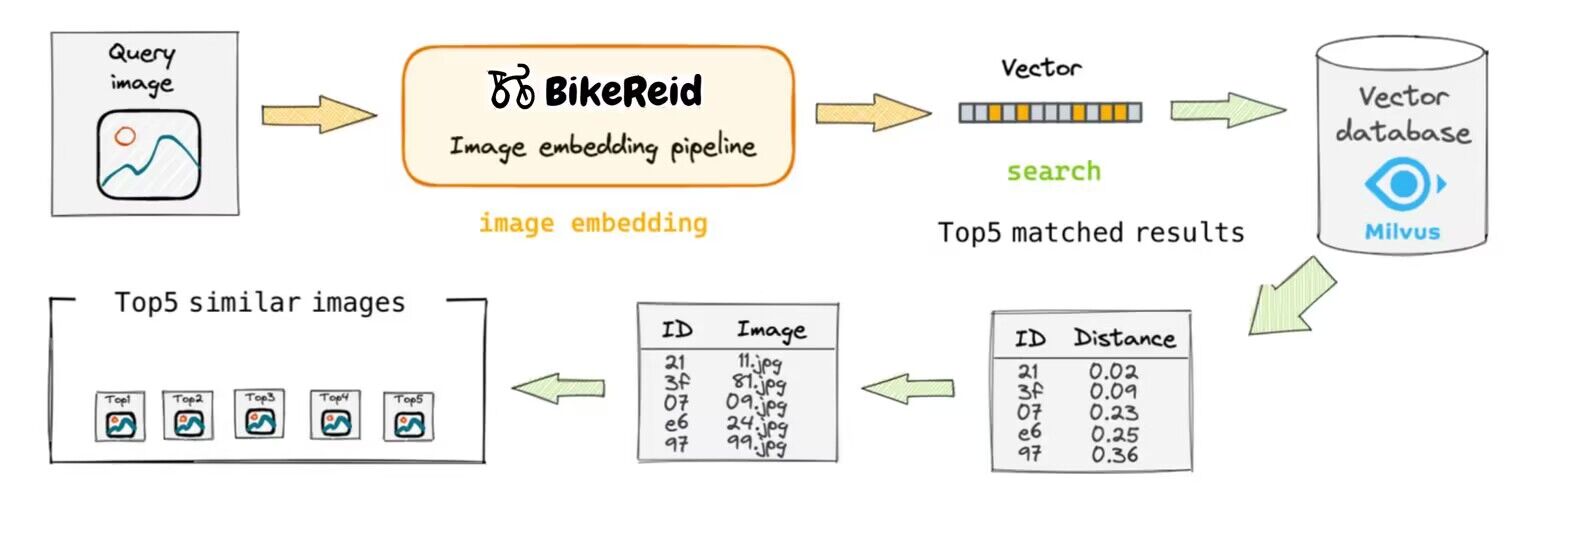 Query
image
BikeReid
Image embedding pipeline
image embedding
Vector
search
Top5 matched results
Vector
database
Milvus
ID Distance
21 0.02
3f 0.09
07 0.23
e6 0.25
97 0.36
ID Image
21 11.jpg
3f 81.jpg
07 09.jpg
e6 24.jpg
97 99.jpg
Top5 similar images
Top1 Top2 Top3 Top4 Top5